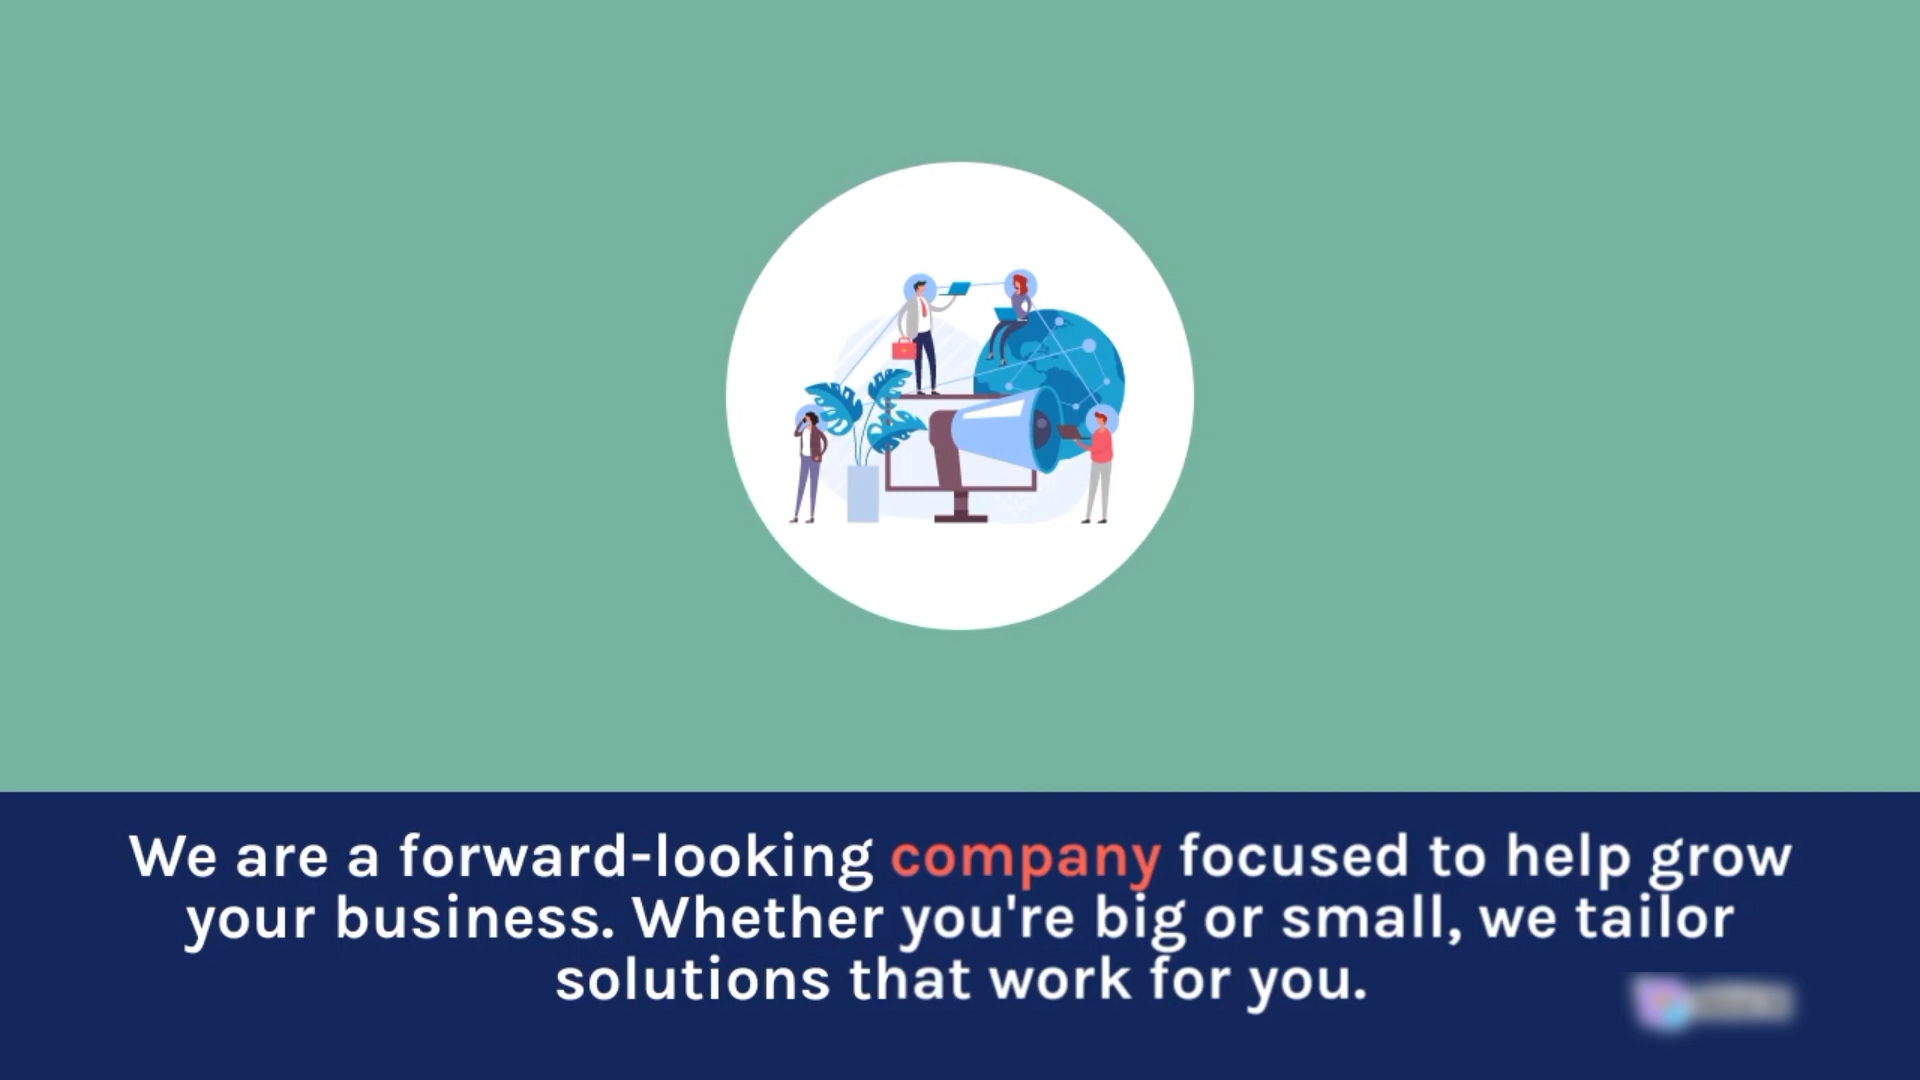 We are a forward-looking company focused to help grow
your business. Whether you're big or small, we tailor
solutions that work for you.